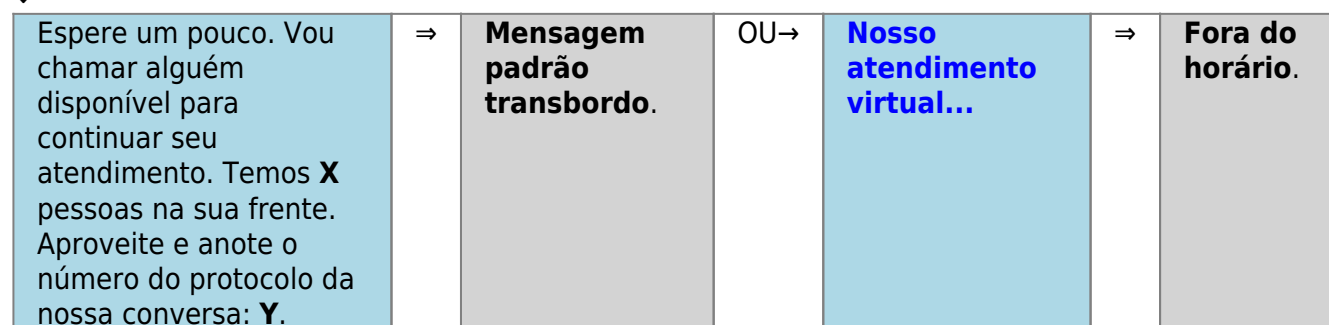 Espere um pouco. Vou
chamar alguém
disponível para
continuar seu
atendimento. Temos X
pessoas na sua frente.
Aproveite e anote o
número do protocolo da
nossa conversa: Y.
⇒
Mensagem
padrão
transbordo.
OU→
Nosso
atendimento
virtual...
⇒
Fora do
horário.